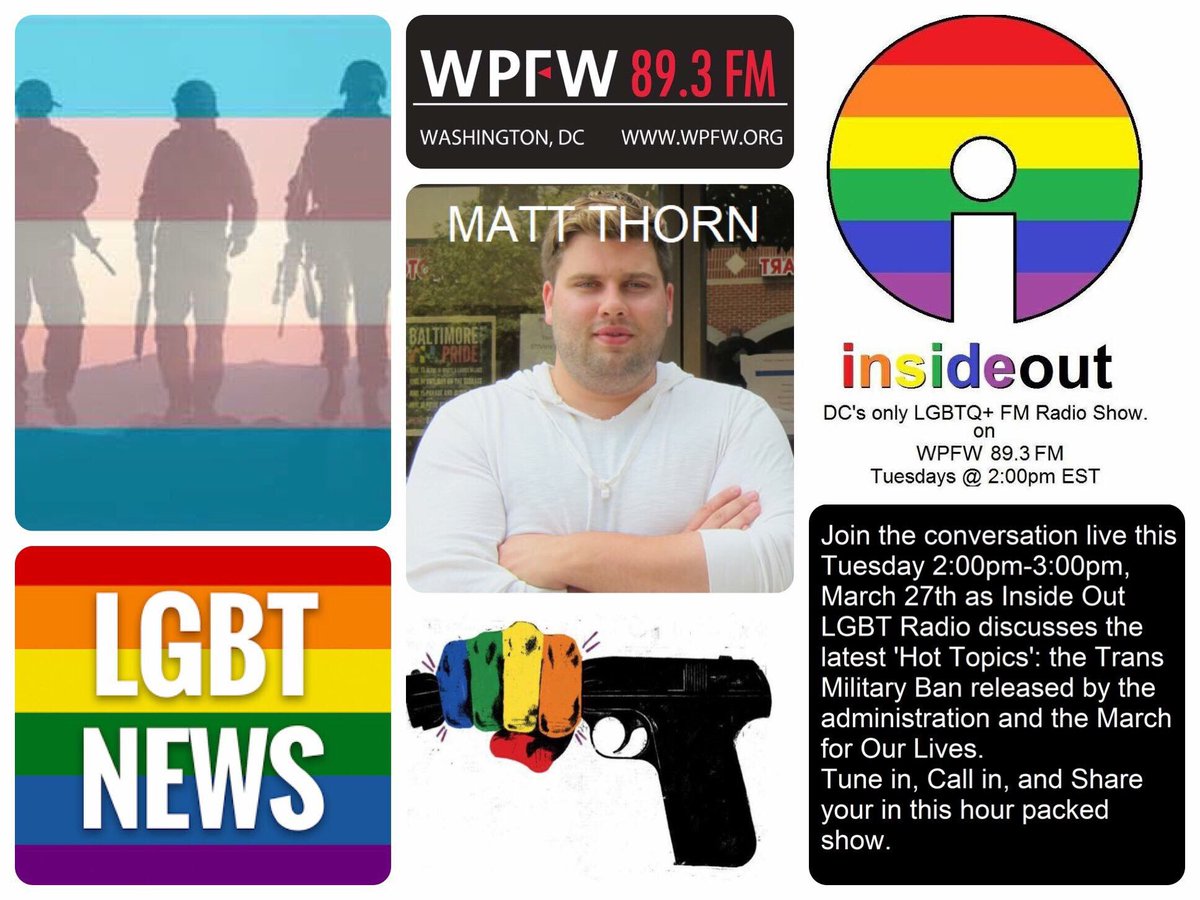 WPFW 89.3 FM
WASHINGTON, DC WWW.WPFW.ORG
MATT THORN
BALTIMORE
PRIDE
insideout
DC's only LGBTQ+ FM Radio Show.
on
WPFW 89.3 FM
Tuesdays @ 2:00pm EST
LGBT
NEWS
Join the conversation live this
Tuesday 2:00pm-3:00pm,
March 27th as Inside Out
LGBT Radio discusses the
latest 'Hot Topics': the Trans
Military Ban released by the
administration and the March
for Our Lives.
Tune in, Call in, and Share
your in this hour packed
show.